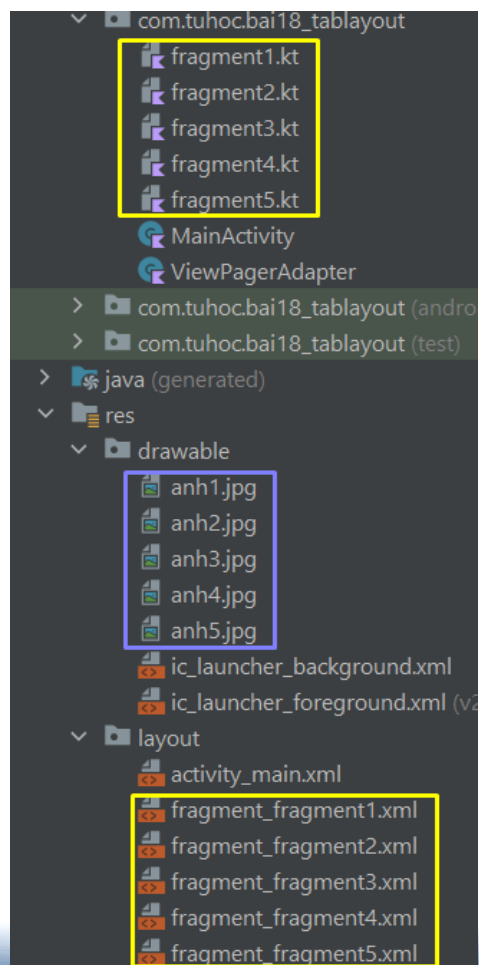 com.tuhoc.bai18_tablayout
fragment1.kt
fragment2.kt
fragment3.kt
fragment4.kt
fragment5.kt
MainActivity
ViewPagerAdapter
com.tuhoc.bai18_tablayout (andro
com.tuhoc.bai18_tablayout (test)
java (generated)
res
drawable
anh1.jpg
anh2.jpg
anh3.jpg
anh4.jpg
anh5.jpg
ic_launcher_background.xml
ic_launcher_foreground.xml (v2
layout
activity_main.xml
fragment_fragment1.xml
fragment_fragment2.xml
fragment_fragment3.xml
fragment_fragment4.xml
fragment_fragment5.xml